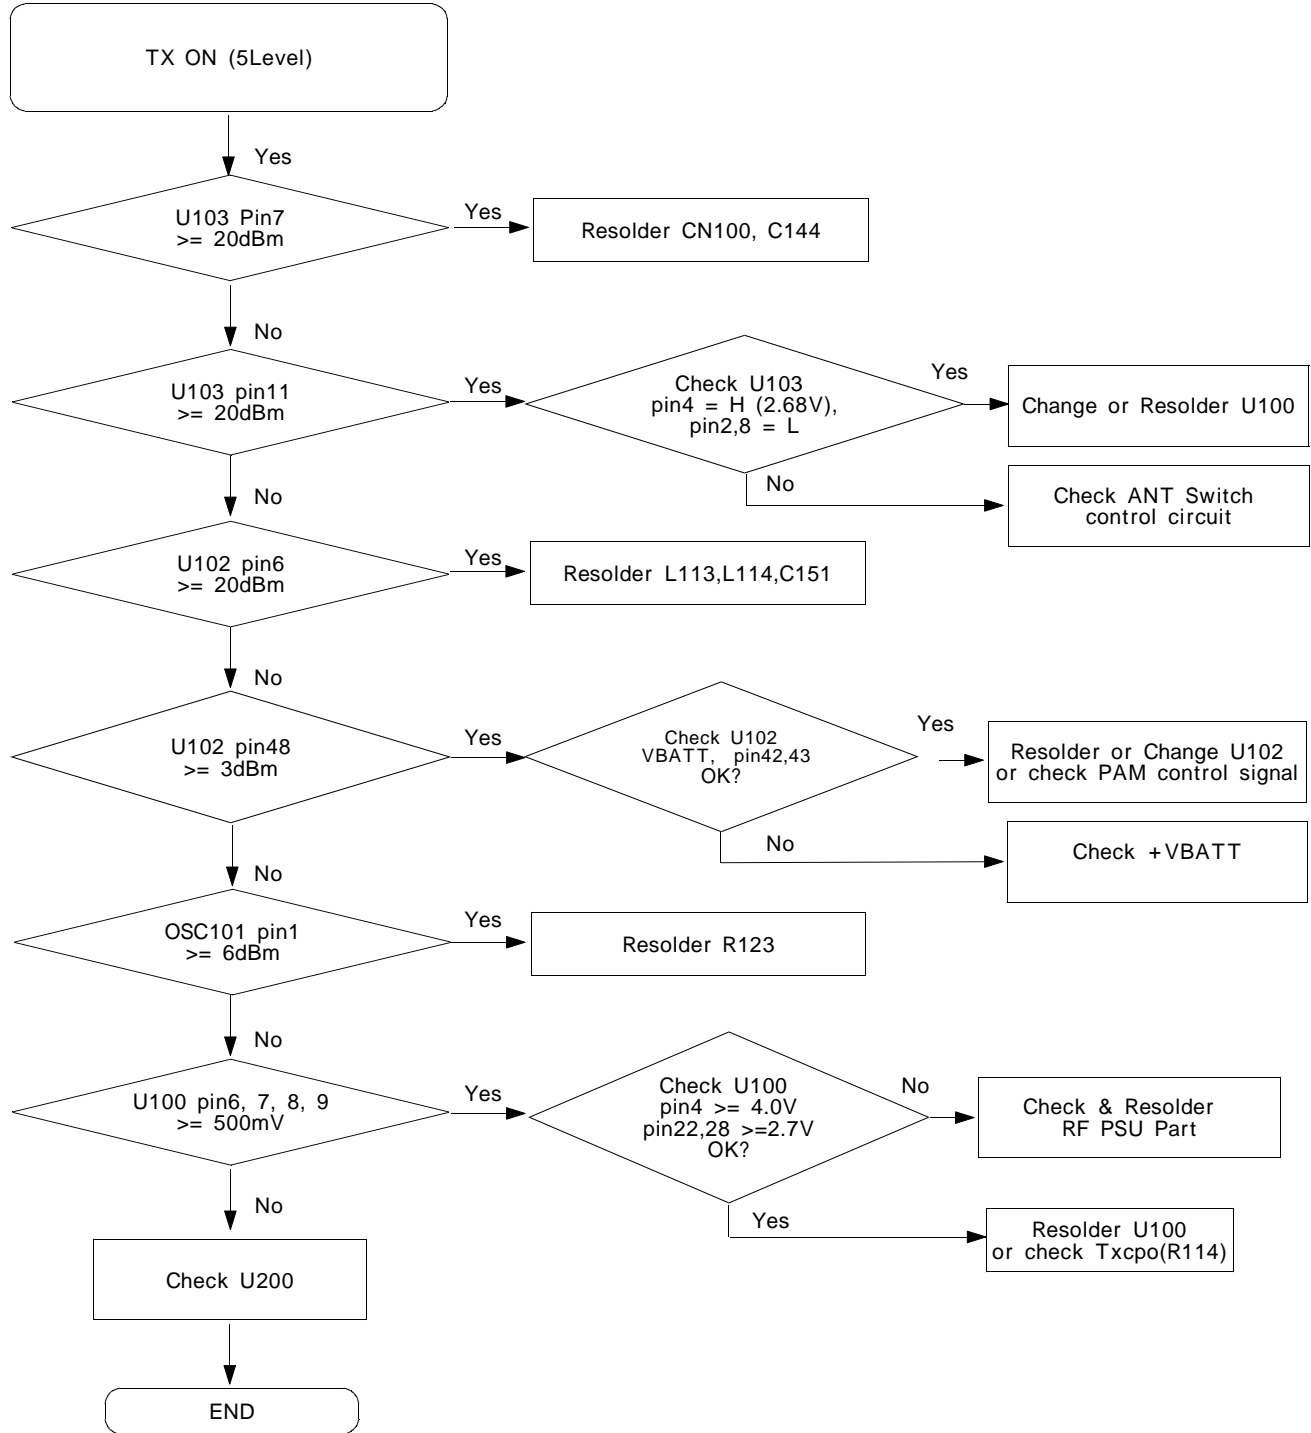 TX ON (5Level)
Yes
U103 Pin7
>= 20dBm
Yes
Resolder CN100, C144
No
U103 pin11
>= 20dBm
Yes
Check U103
pin4 = H (2.68V),
pin2,8 = L
Yes
Change or Resolder U100
No
Check ANT Switch
control circuit
No
U102 pin6
>= 20dBm
Yes
Resolder L113,L114,C151
No
U102 pin48
>= 3dBm
Yes
Check U102
VBATT, pin42,43
OK?
Yes
Resolder or Change U102
or check PAM control signal
No
Check +VBATT
No
OSC101 pin1
>= 6dBm
Yes
Resolder R123
No
U100 pin6, 7, 8, 9
>= 500mV
Yes
Check U100
pin4 >= 4.0V
pin22,28 >=2.7V
OK?
No
Check & Resolder
RF PSU Part
Yes
Resolder U100
or check Txcpo(R114)
No
Check U200
END